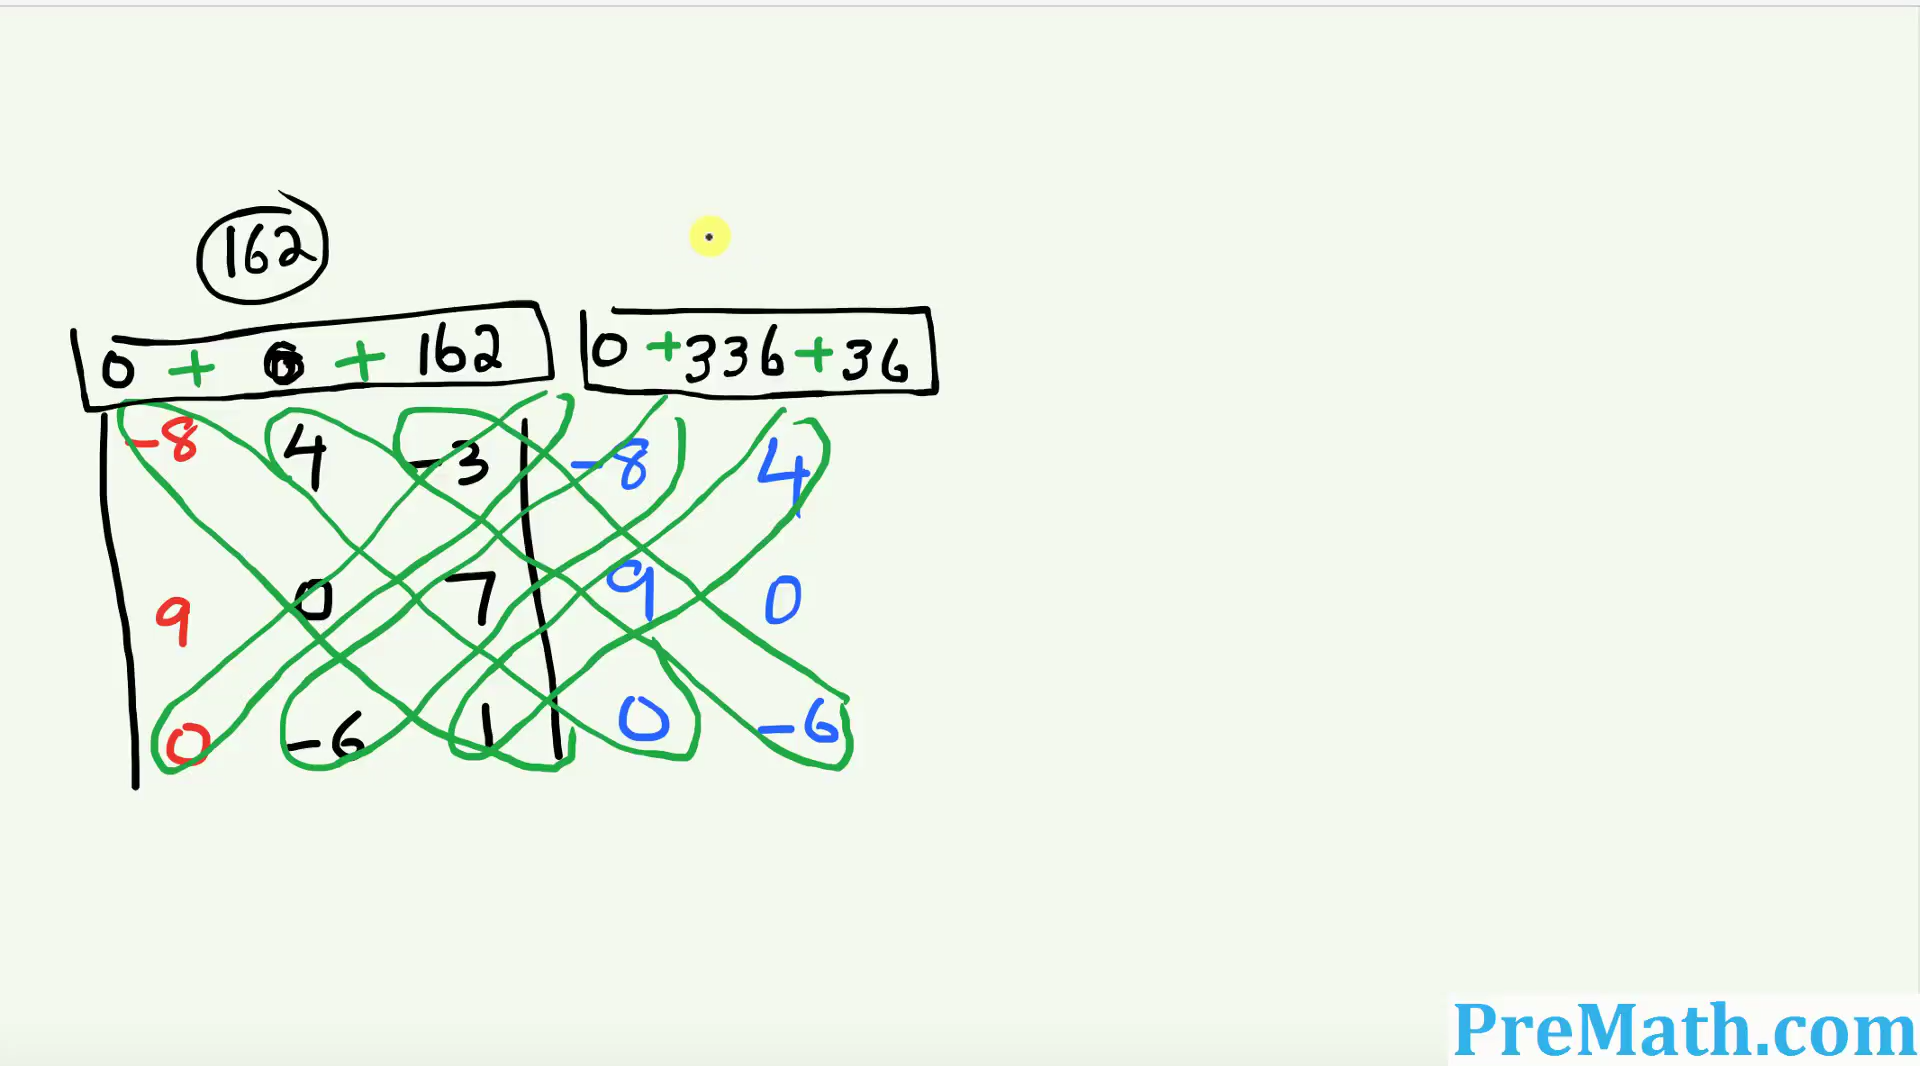 162
0 + 0 + 162 0 + 336 + 36
-8 4 -3 -8 4
9 0 7 9 0
0 -6 1 0 -6
PreMath.com